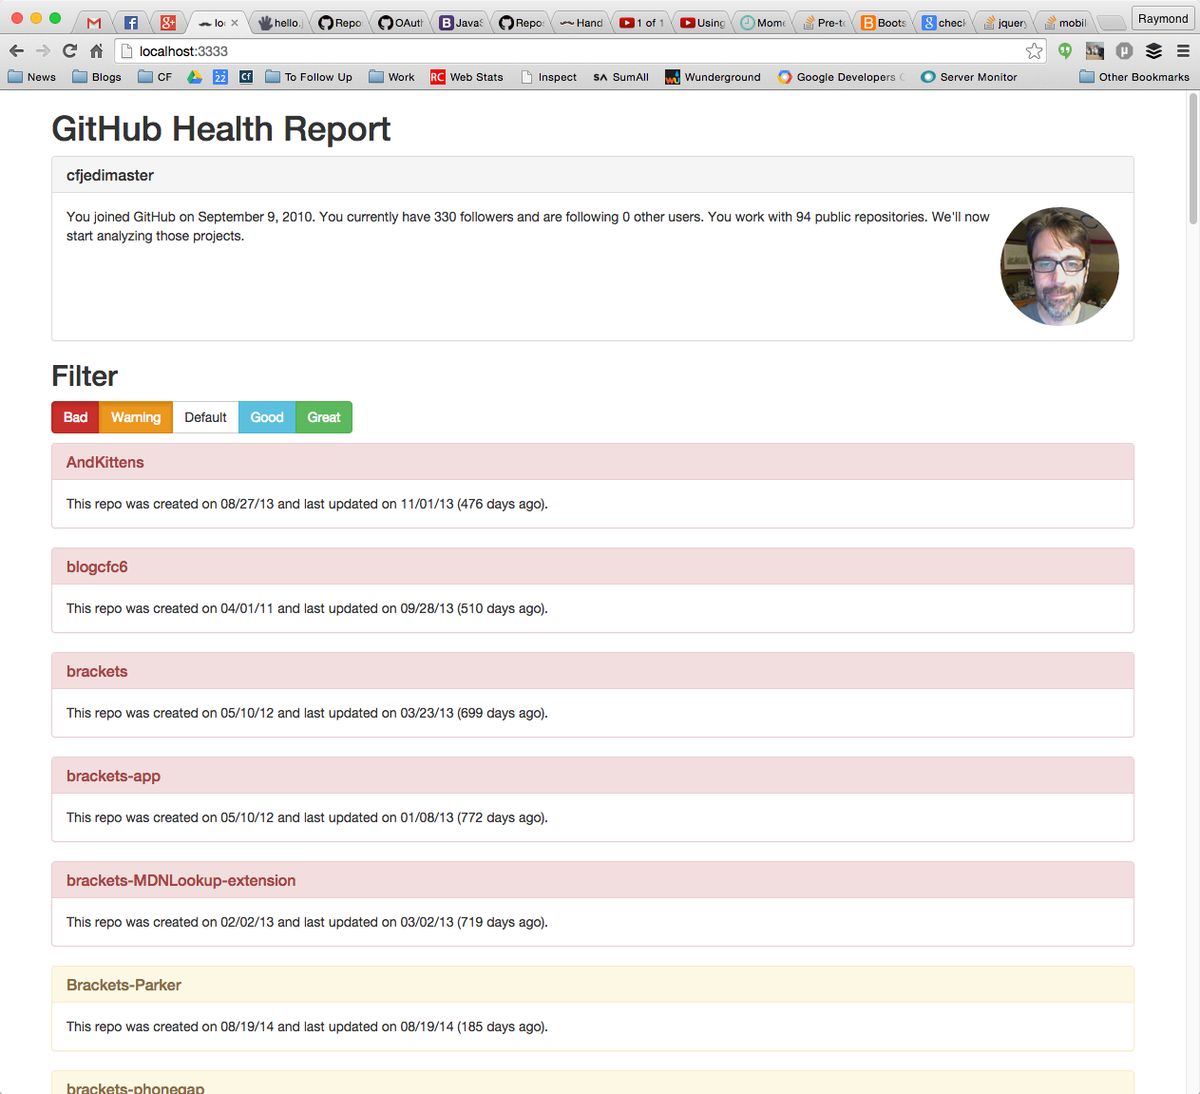 lo:
hello.j
Repo
OAuth
JavaS
Repo
Hand
1 of 1
Using
Mome
Pre-to
Boots
check
jquery
mobil
Raymond
localhost:3333
News
Blogs
CF
22
Cf
To Follow Up
Work
RC Web Stats
Inspect
SA SumAll
Wunderground
Google Developers C
Server Monitor
Other Bookmarks
GitHub Health Report
cfjedimaster
You joined GitHub on September 9, 2010. You currently have 330 followers and are following 0 other users. You work with 94 public repositories. We'll now
start analyzing those projects.
Filter
Bad Warning Default Good Great
AndKittens
This repo was created on 08/27/13 and last updated on 11/01/13 (476 days ago).
blogcfc6
This repo was created on 04/01/11 and last updated on 09/28/13 (510 days ago).
brackets
This repo was created on 05/10/12 and last updated on 03/23/13 (699 days ago).
brackets-app
This repo was created on 05/10/12 and last updated on 01/08/13 (772 days ago).
brackets-MDNLookup-extension
This repo was created on 02/02/13 and last updated on 03/02/13 (719 days ago).
Brackets-Parker
This repo was created on 08/19/14 and last updated on 08/19/14 (185 days ago).
brackets-phonegap